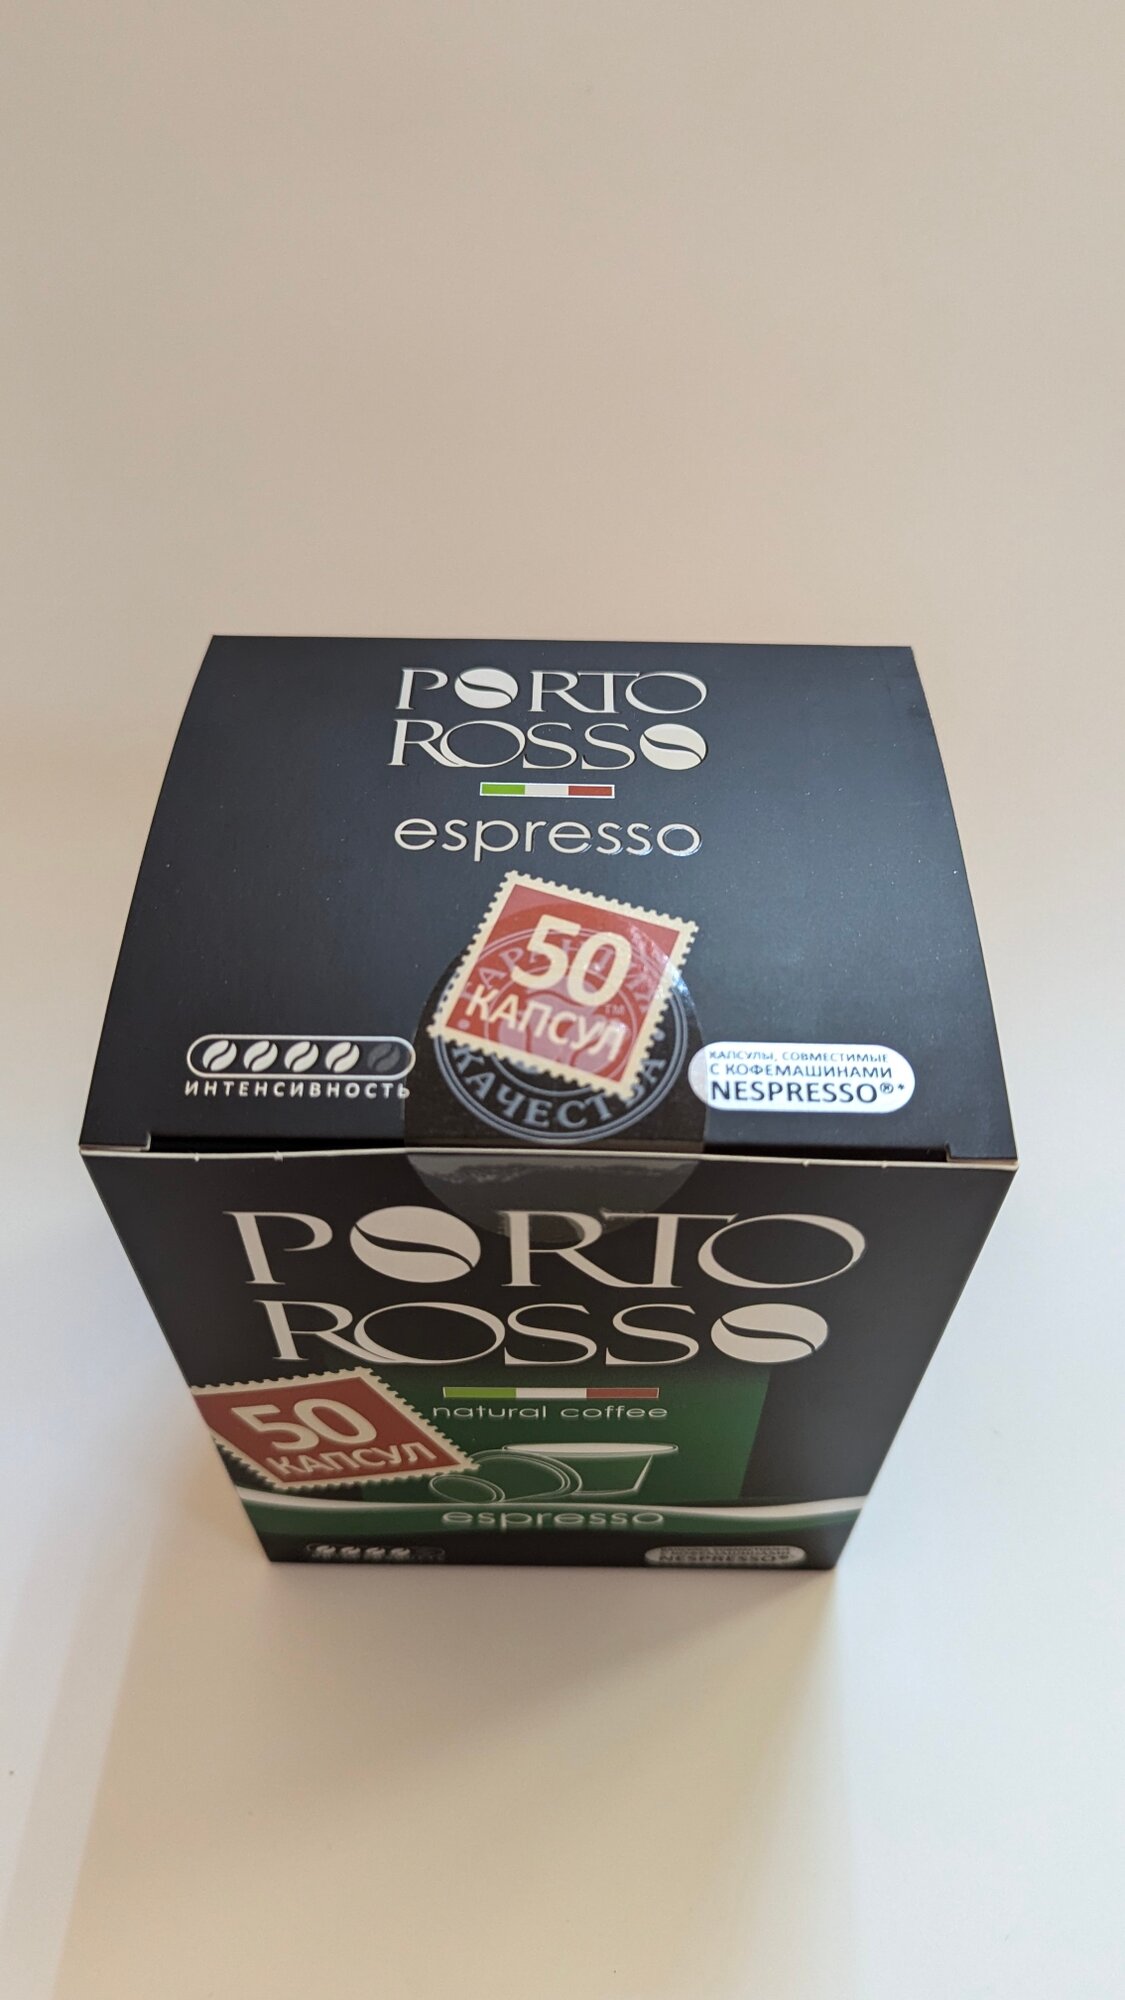 PORTO
ROSSO
espresso
50
КАПСУЛ
ГАРАНТИЯ
КАЧЕСТВА
ИНТЕНСИВНОСТЬ
КАПСУЛЫ, СОВМЕСТИМЫЕ
С КОФЕМАШИНАМИ
NESPRESSO®*
PORTO
ROSSO
50
КАПСУЛ
natural coffee
espresso
NESPRESSO®